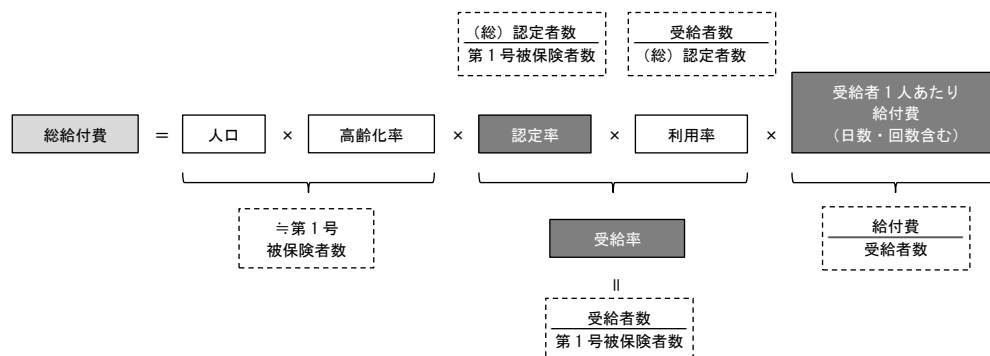 （総）認定者数
第１号被保険者数
受給者数
（総）認定者数
総給付費 ＝ 人口 × 高齢化率 × 認定率 × 利用率 × 受給者１人あたり
給付費
（日数・回数含む）
≒第１号
被保険者数
受給率
給付費
受給者数
＝
受給者数
第１号被保険者数